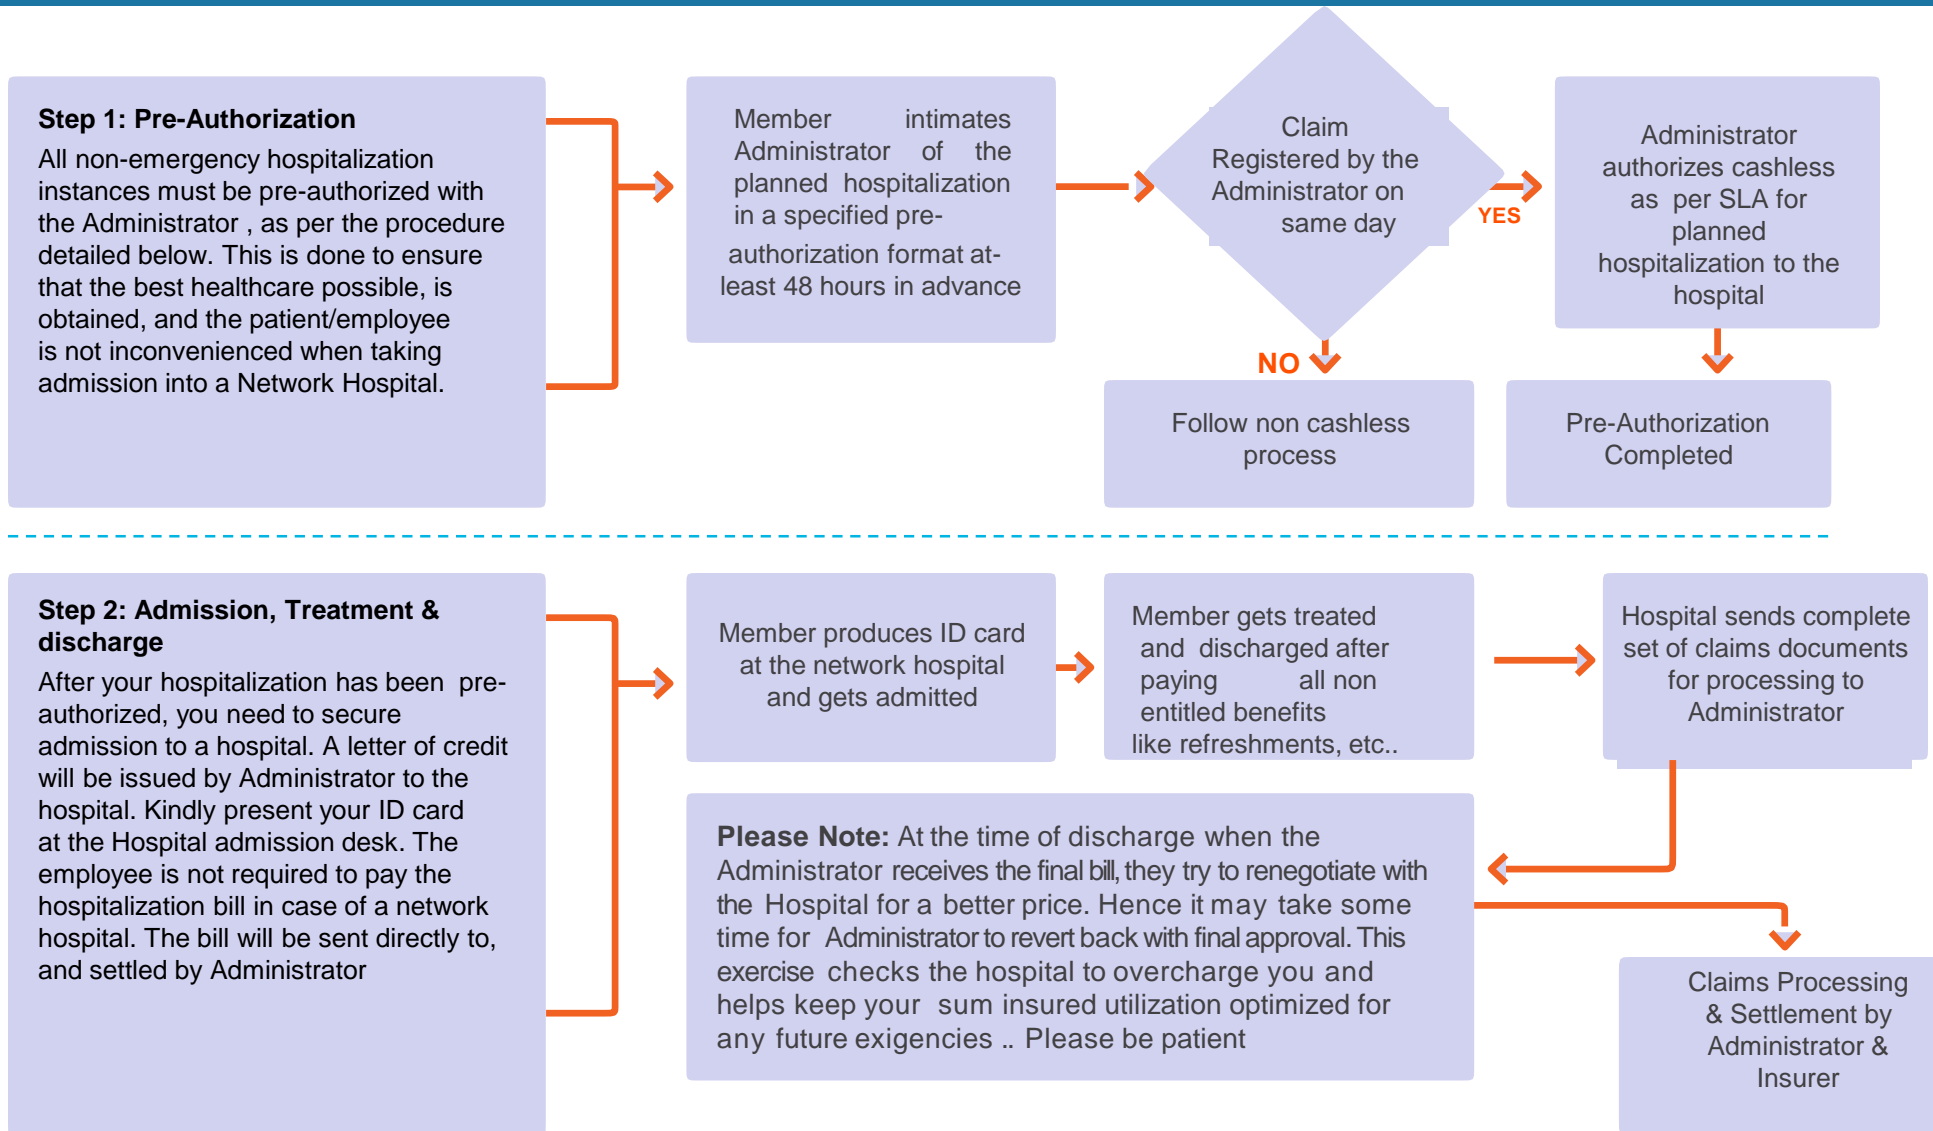 Step 1: Pre-Authorization
All non-emergency hospitalization
instances must be pre-authorized with
the Administrator , as per the procedure
detailed below. This is done to ensure
that the best healthcare possible, is
obtained, and the patient/employee
is not inconvenienced when taking
admission into a Network Hospital.
Member intimates
Administrator of the
planned hospitalization
in a specified pre-
authorization format at-
least 48 hours in advance
Claim
Registered by the
Administrator on
same day
YES
NO
Administrator
authorizes cashless
as per SLA for
planned
hospitalization to the
hospital
Follow non cashless
process
Pre-Authorization
Completed
Step 2: Admission, Treatment &
discharge
After your hospitalization has been pre-
authorized, you need to secure
admission to a hospital. A letter of credit
will be issued by Administrator to the
hospital. Kindly present your ID card
at the Hospital admission desk. The
employee is not required to pay the
hospitalization bill in case of a network
hospital. The bill will be sent directly to,
and settled by Administrator
Member produces ID card
at the network hospital
and gets admitted
Member gets treated
and discharged after
paying all non
entitled benefits
like refreshments, etc..
Hospital sends complete
set of claims documents
for processing to
Administrator
Please Note: At the time of discharge when the
Administrator receives the final bill, they try to renegotiate with
the Hospital for a better price. Hence it may take some
time for Administrator to revert back with final approval. This
exercise checks the hospital to overcharge you and
helps keep your sum insured utilization optimized for
any future exigencies .. Please be patient
Claims Processing
& Settlement by
Administrator &
Insurer